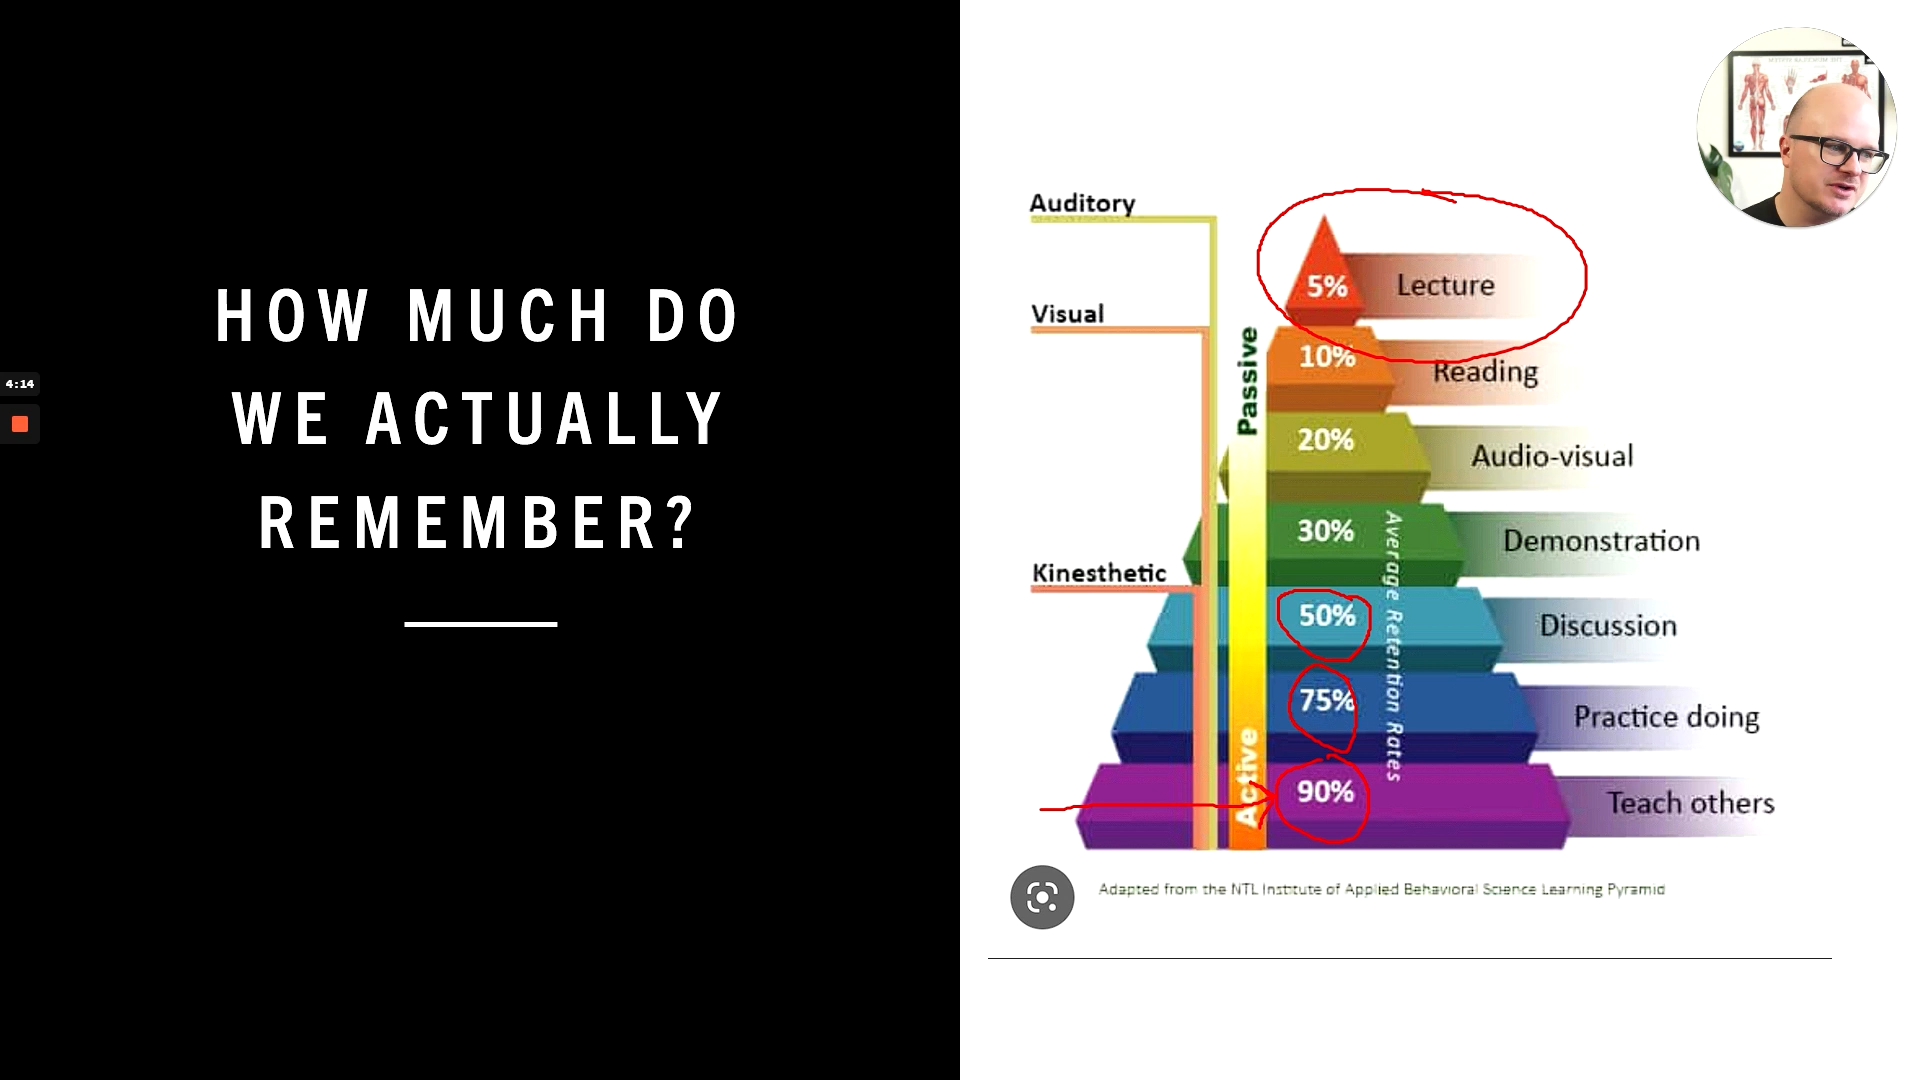 HOW MUCH DO
WE ACTUALLY
REMEMBER?
4:14
Auditory
Visual
Kinesthetic
Passive
Active
5% Lecture
10% Reading
20% Audio-visual
30% Demonstration
50% Discussion
75% Practice doing
90% Teach others
Average Retention Rates
Adapted from the NTL Institute of Applied Behavioral Science Learning Pyramid